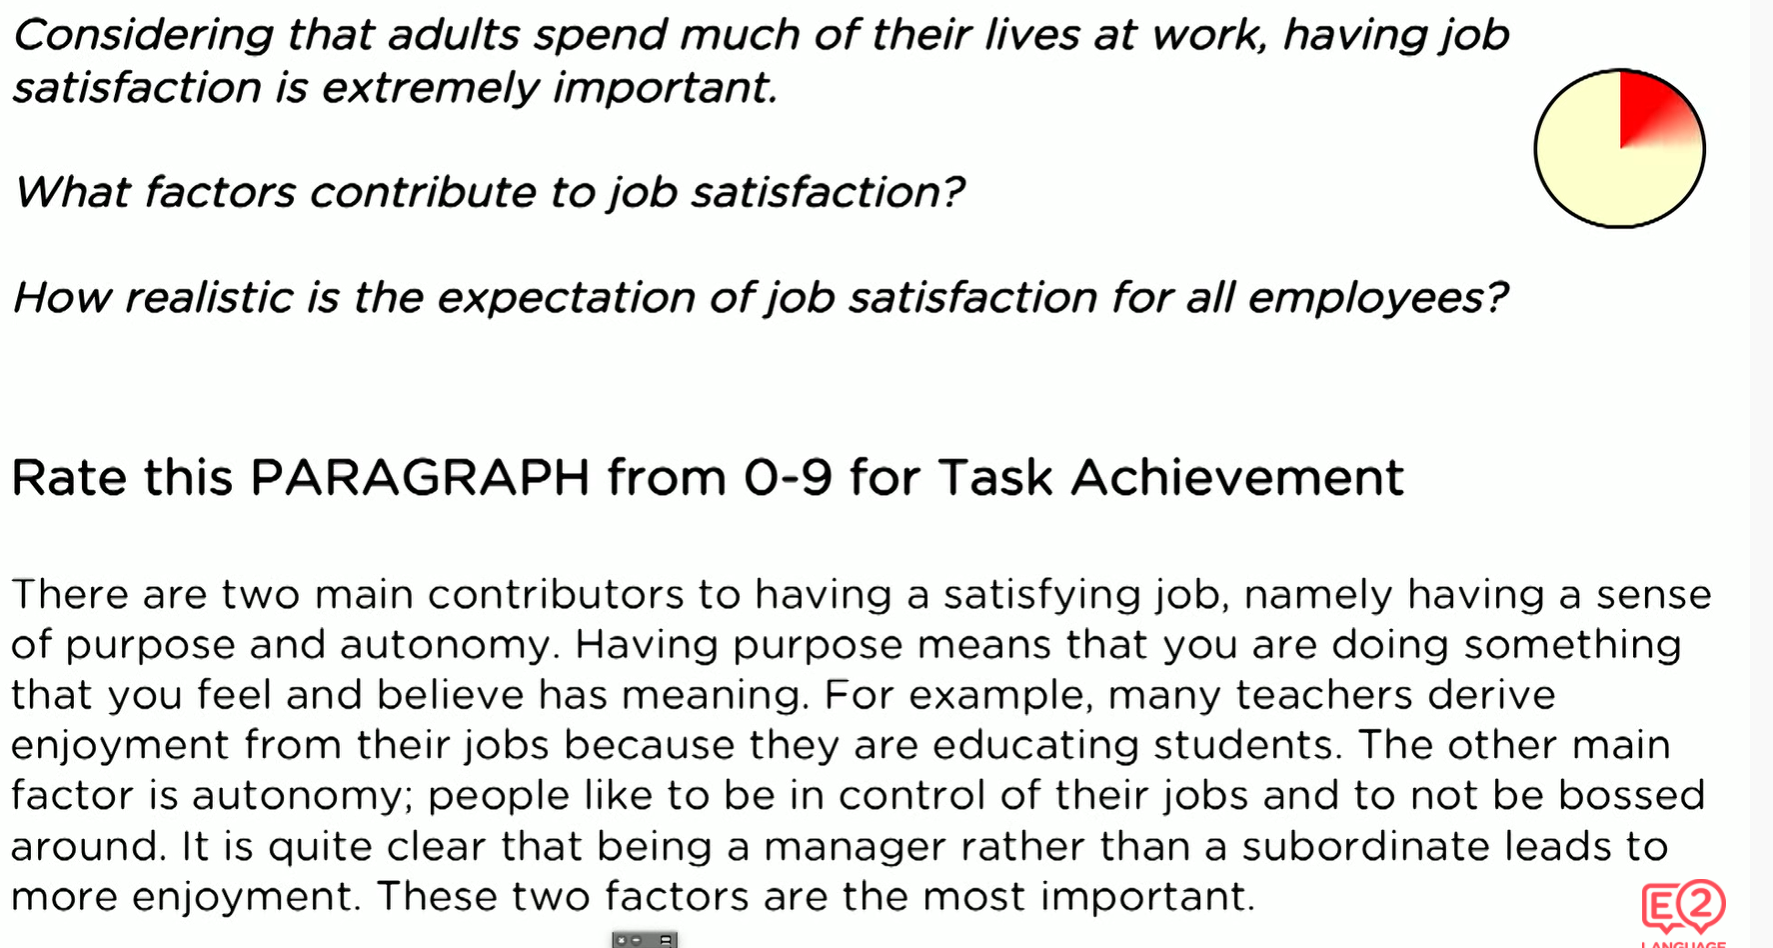 Considering that adults spend much of their lives at work, having job
satisfaction is extremely important.
What factors contribute to job satisfaction?
How realistic is the expectation of job satisfaction for all employees?
Rate this PARAGRAPH from 0-9 for Task Achievement
There are two main contributors to having a satisfying job, namely having a sense
of purpose and autonomy. Having purpose means that you are doing something
that you feel and believe has meaning. For example, many teachers derive
enjoyment from their jobs because they are educating students. The other main
factor is autonomy; people like to be in control of their jobs and to not be bossed
around. It is quite clear that being a manager rather than a subordinate leads to
more enjoyment. These two factors are the most important.
E2
LANGUAGE